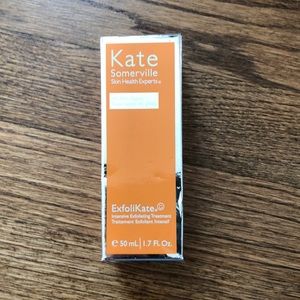 Kate
Somerville
Skin Health Experts
ExfoliKate.
Intensive Exfoliating Treatment
Traitement Exfoliant Intensif
℮ 50 mL | 1.7 Fl. Oz.